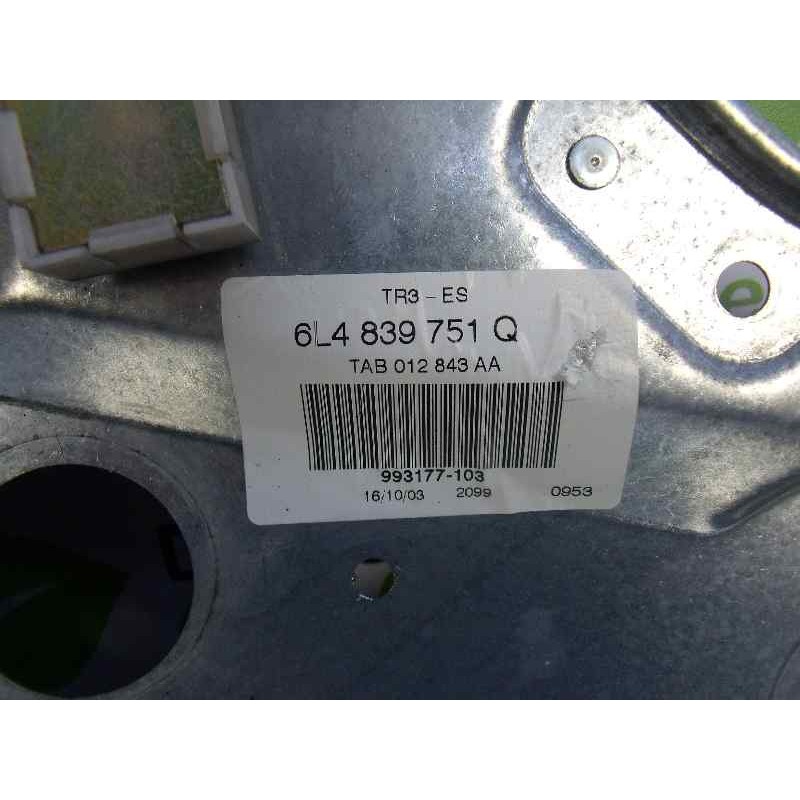 TR3 - ES
6L4 839 751 Q
TAB 012 843 AA
993177-103
16/10/03 2099 0953